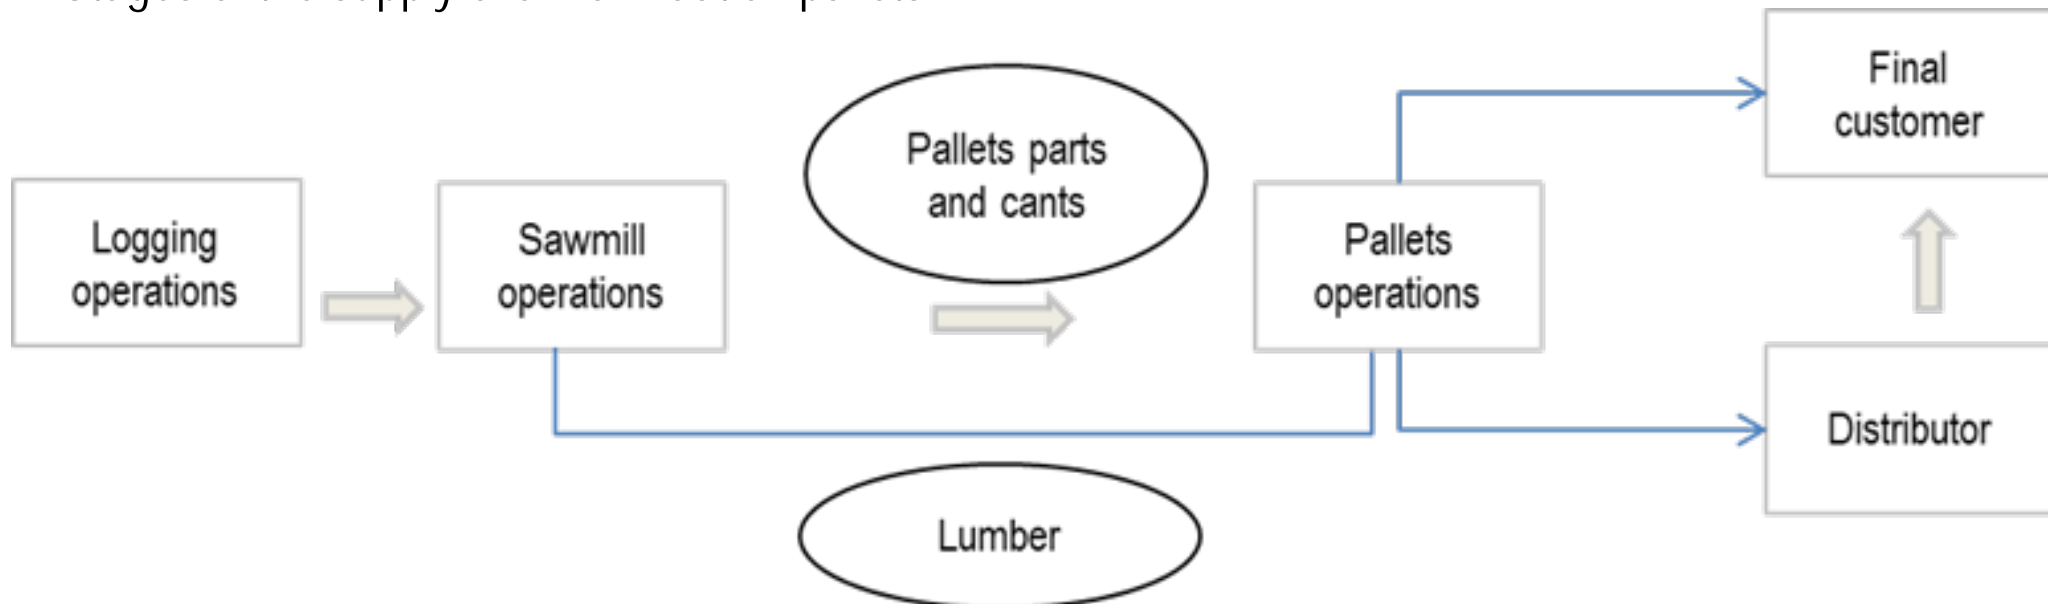 Final
customer
Pallets parts
and cants
Logging
operations
Sawmill
operations
Pallets
operations
Distributor
Lumber